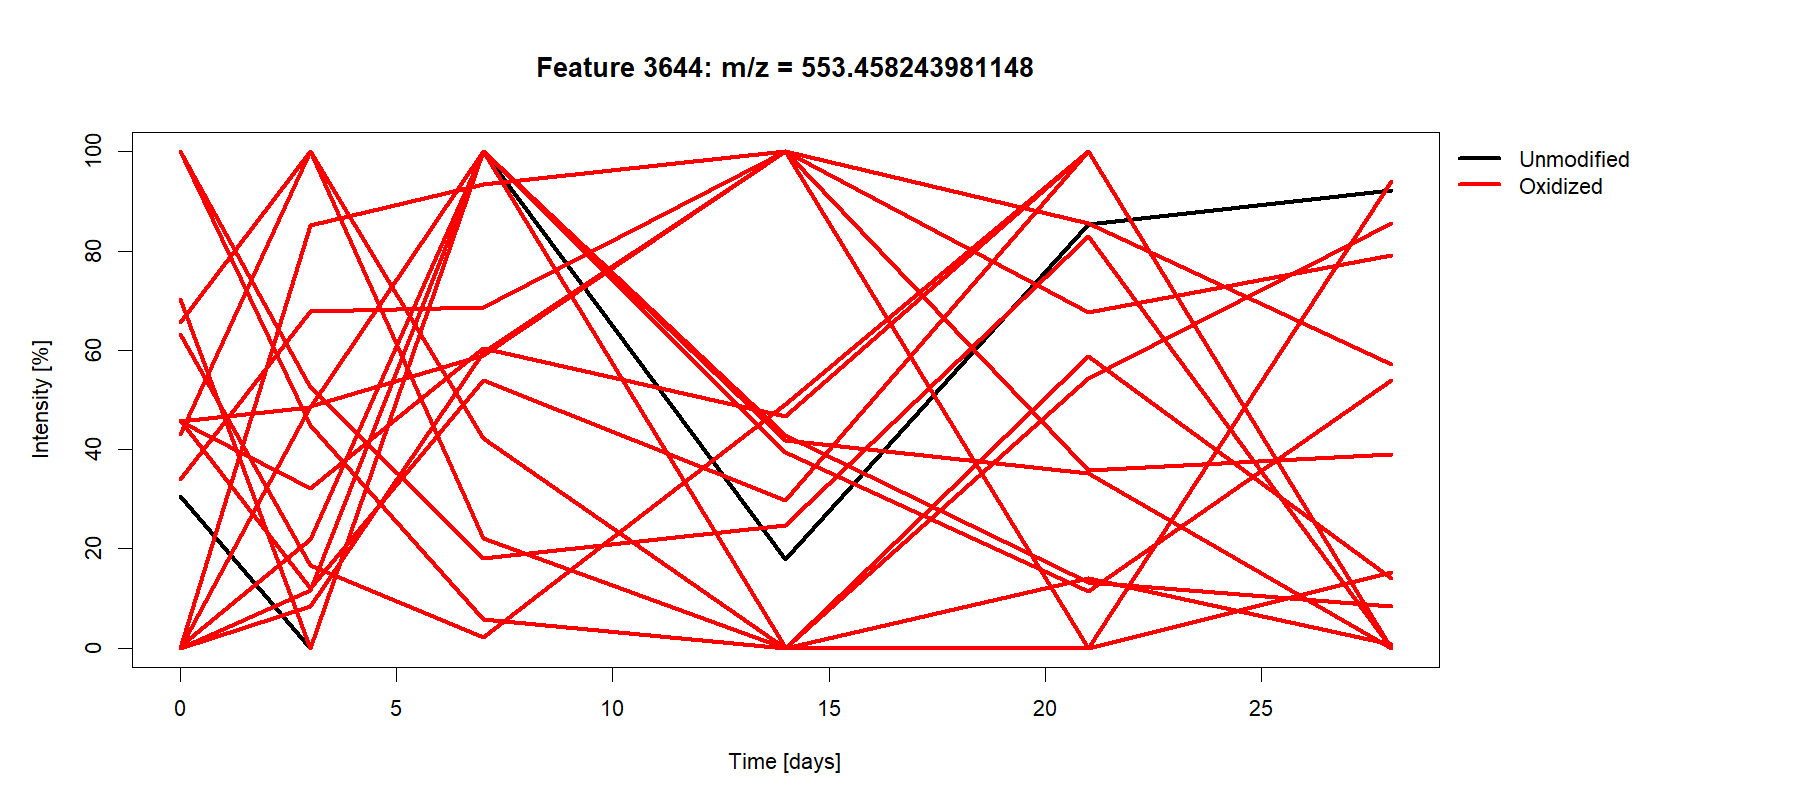 Feature 3644: m/z = 553.458243981148
Unmodified
Oxidized
Intensity [%]
100
80
60
40
20
0
0 5 10 15 20 25
Time [days]